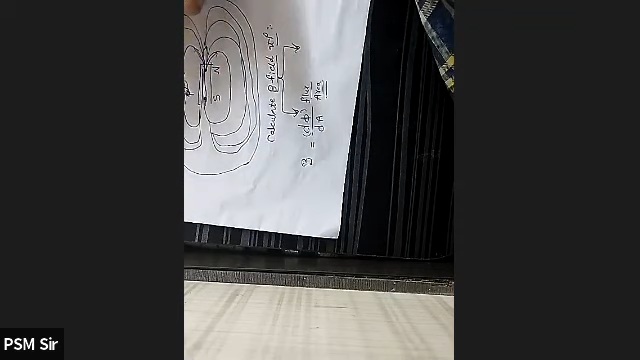 N
S
Calculate B-field at P :
B = (dϕ) flux
dA Area
PSM Sir